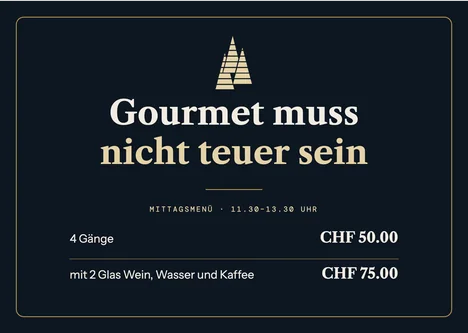 Gourmet muss
nicht teuer sein
MITTAGSMENÜ · 11.30–13.30 UHR
4 Gänge CHF 50.00
mit 2 Glas Wein, Wasser und Kaffee CHF 75.00